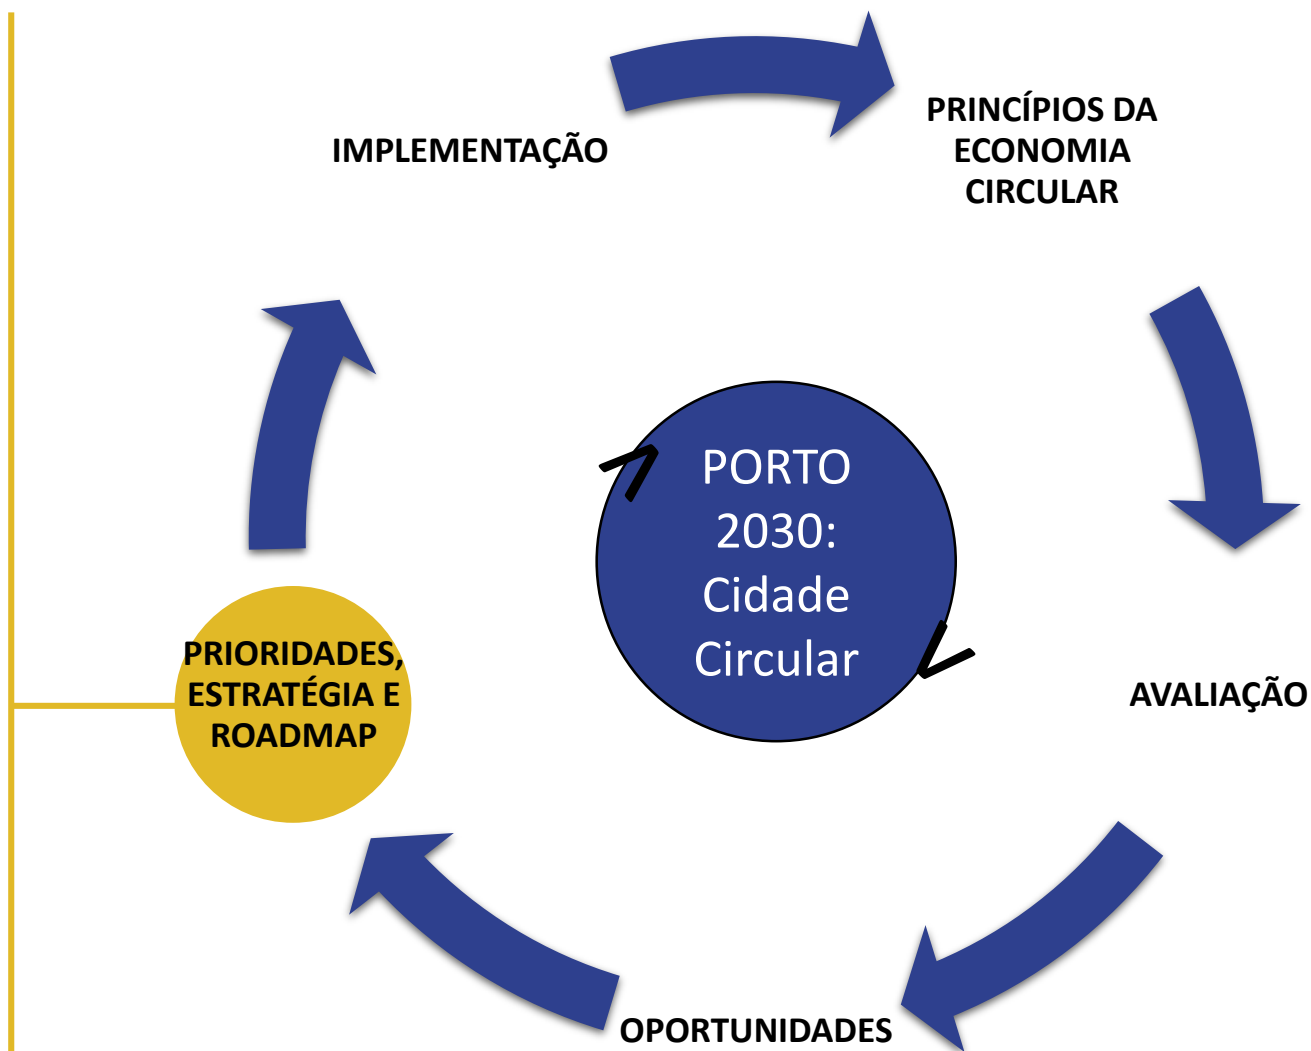 IMPLEMENTAÇÃO
PRINCÍPIOS DA
ECONOMIA
CIRCULAR
PORTO
2030:
Cidade
Circular
PRIORIDADES,
ESTRATÉGIA E
ROADMAP
AVALIAÇÃO
OPORTUNIDADES